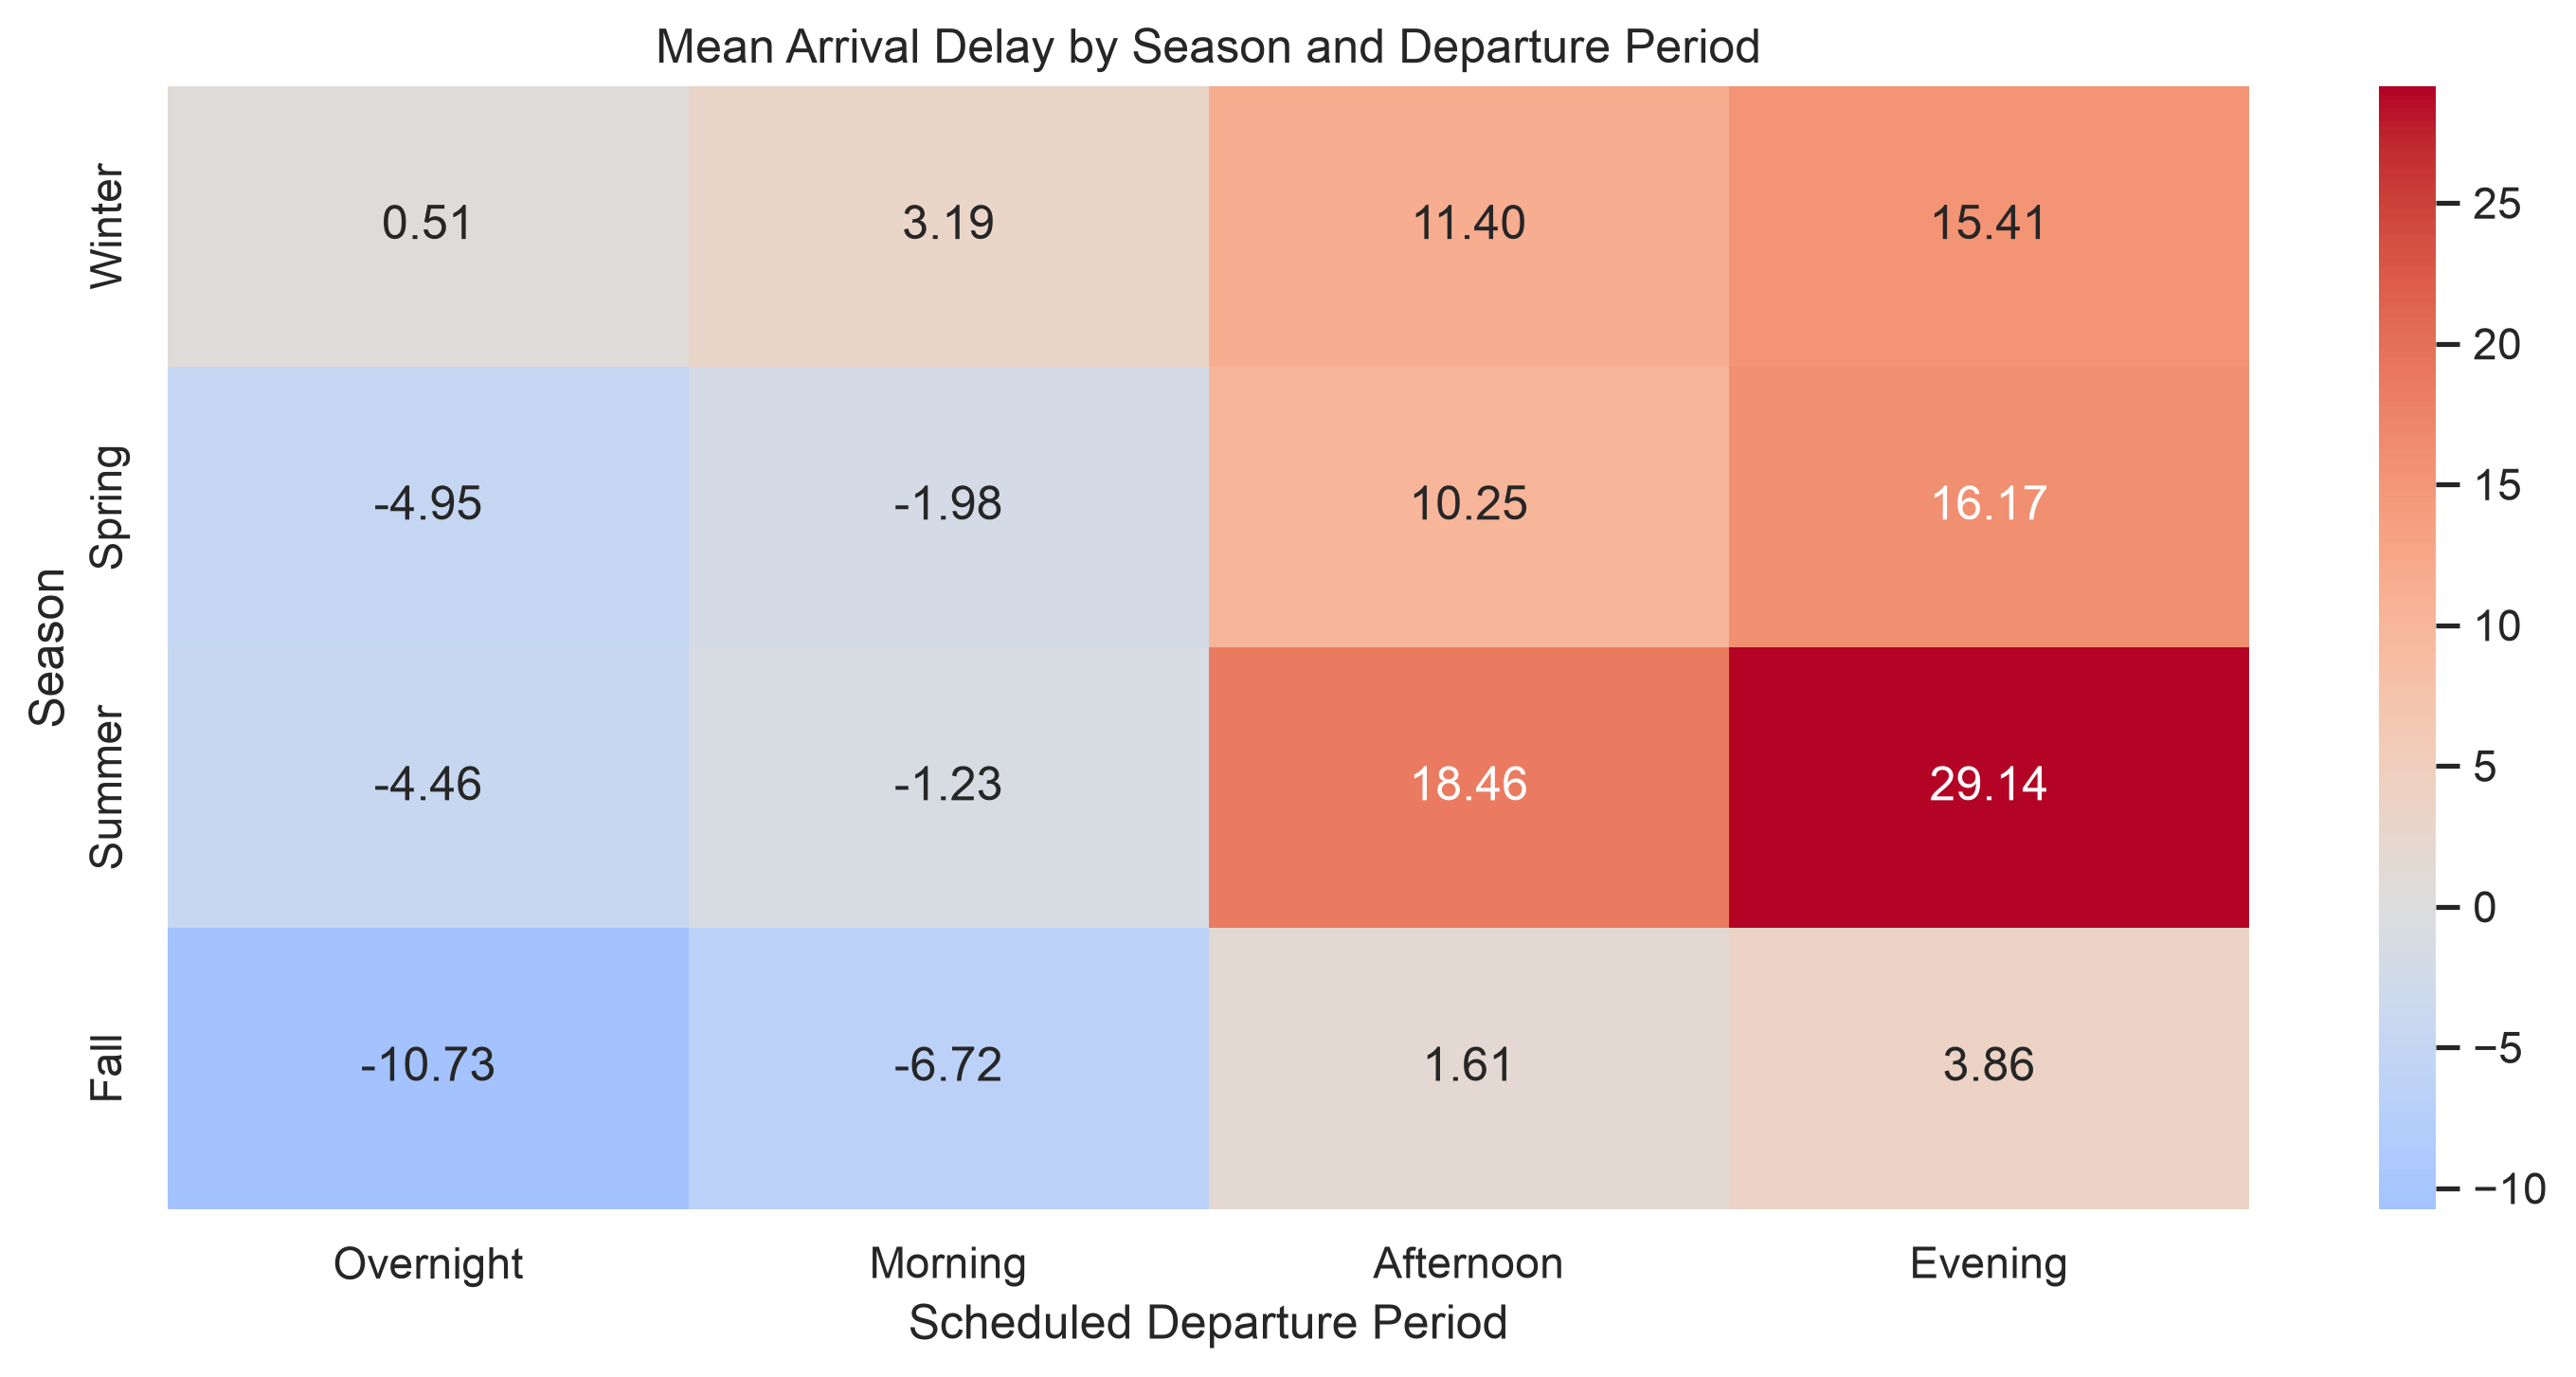 Mean Arrival Delay by Season and Departure Period
Season
Winter
0.51 3.19 11.40 15.41
Spring
-4.95 -1.98 10.25 16.17
Summer
-4.46 -1.23 18.46 29.14
Fall
-10.73 -6.72 1.61 3.86
Overnight Morning Afternoon Evening
Scheduled Departure Period
25
20
15
10
5
0
−5
−10